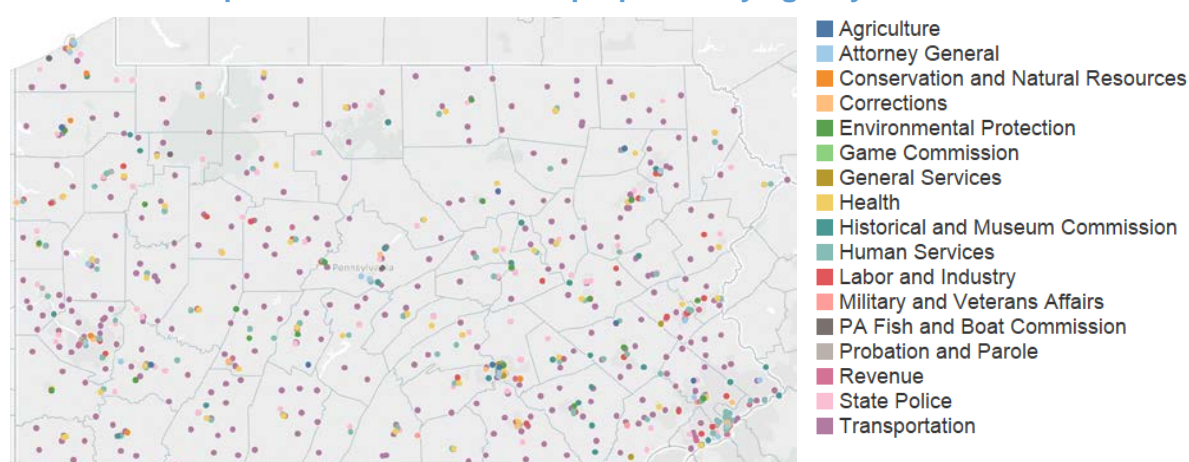 Agriculture
Attorney General
Conservation and Natural Resources
Corrections
Environmental Protection
Game Commission
General Services
Health
Historical and Museum Commission
Human Services
Labor and Industry
Military and Veterans Affairs
PA Fish and Boat Commission
Probation and Parole
Revenue
State Police
Transportation
Pennsylvania